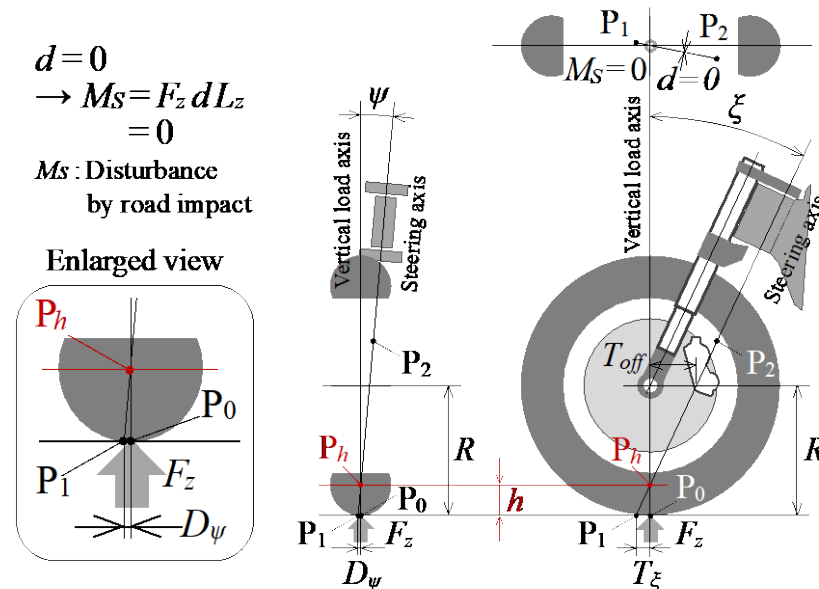 d = 0
→ Ms = Fz dLz
= 0
Ms : Disturbance
by road impact
Enlarged view
Ph
P0
P1
Fz
Dψ
ψ
Vertical load axis
Steering axis
P2
R
Ph
h
P1
P0
Fz
Dψ
P1
P2
Ms = 0
d = 0
ξ
Vertical load axis
Steering axis
Toff
P2
R
Ph
P0
P1
Fz
Tξ